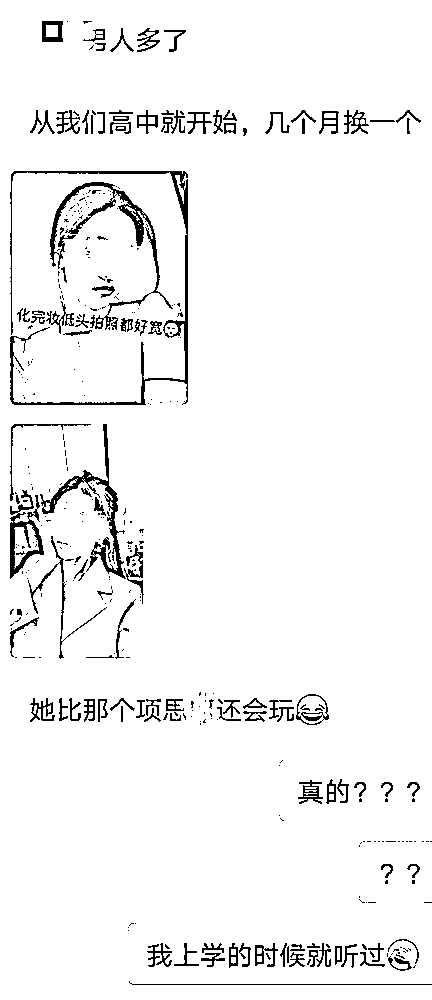 男人多了
从我们高中就开始，几个月换一个
化完妆低头拍照都好宽
她比那个项思还会玩😂
真的？？？
？？
我上学的时候就听过